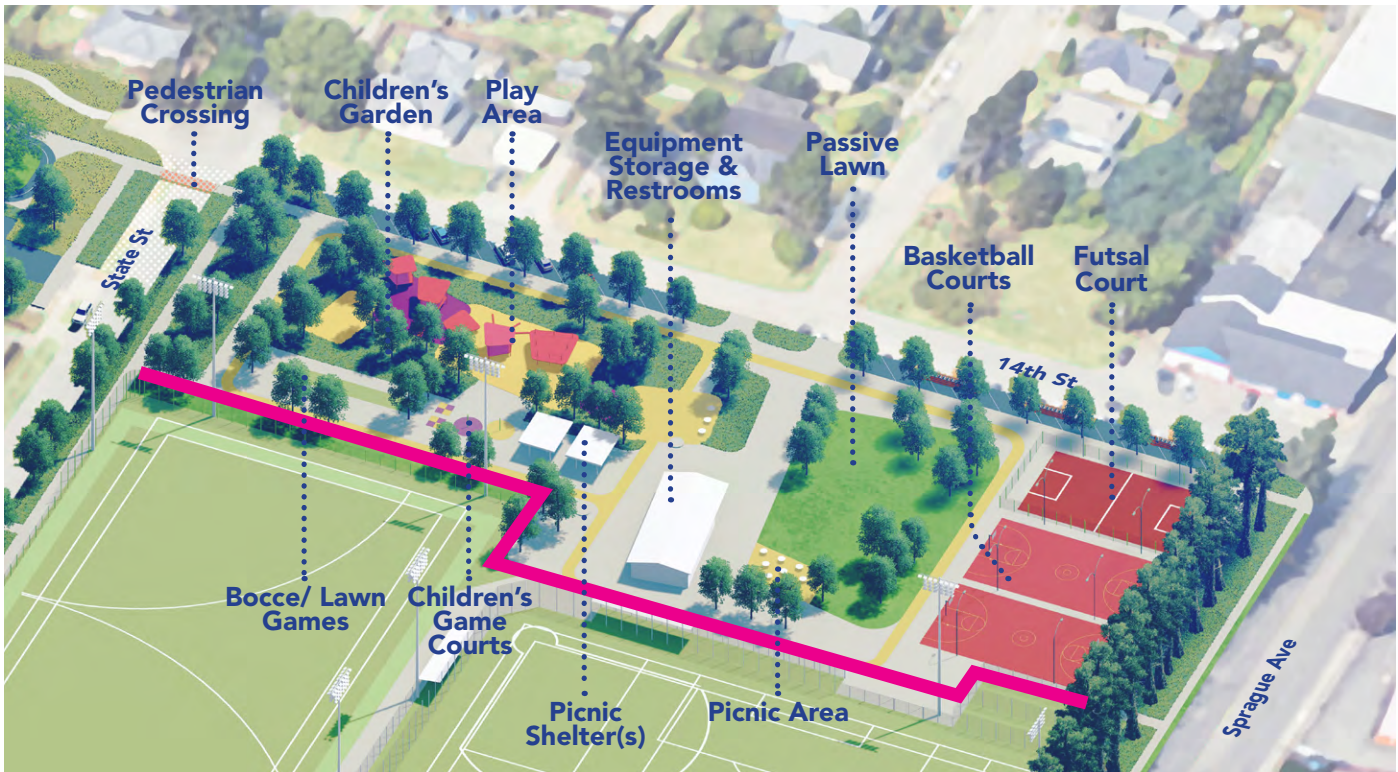 Pedestrian
Crossing
Children's
Garden
Play
Area
Equipment
Storage &
Restrooms
Passive
Lawn
Basketball
Courts
Futsal
Court
State St
14th St
Bocce/ Lawn
Games
Children's
Game
Courts
Picnic
Shelter(s)
Picnic Area
Sprague Ave